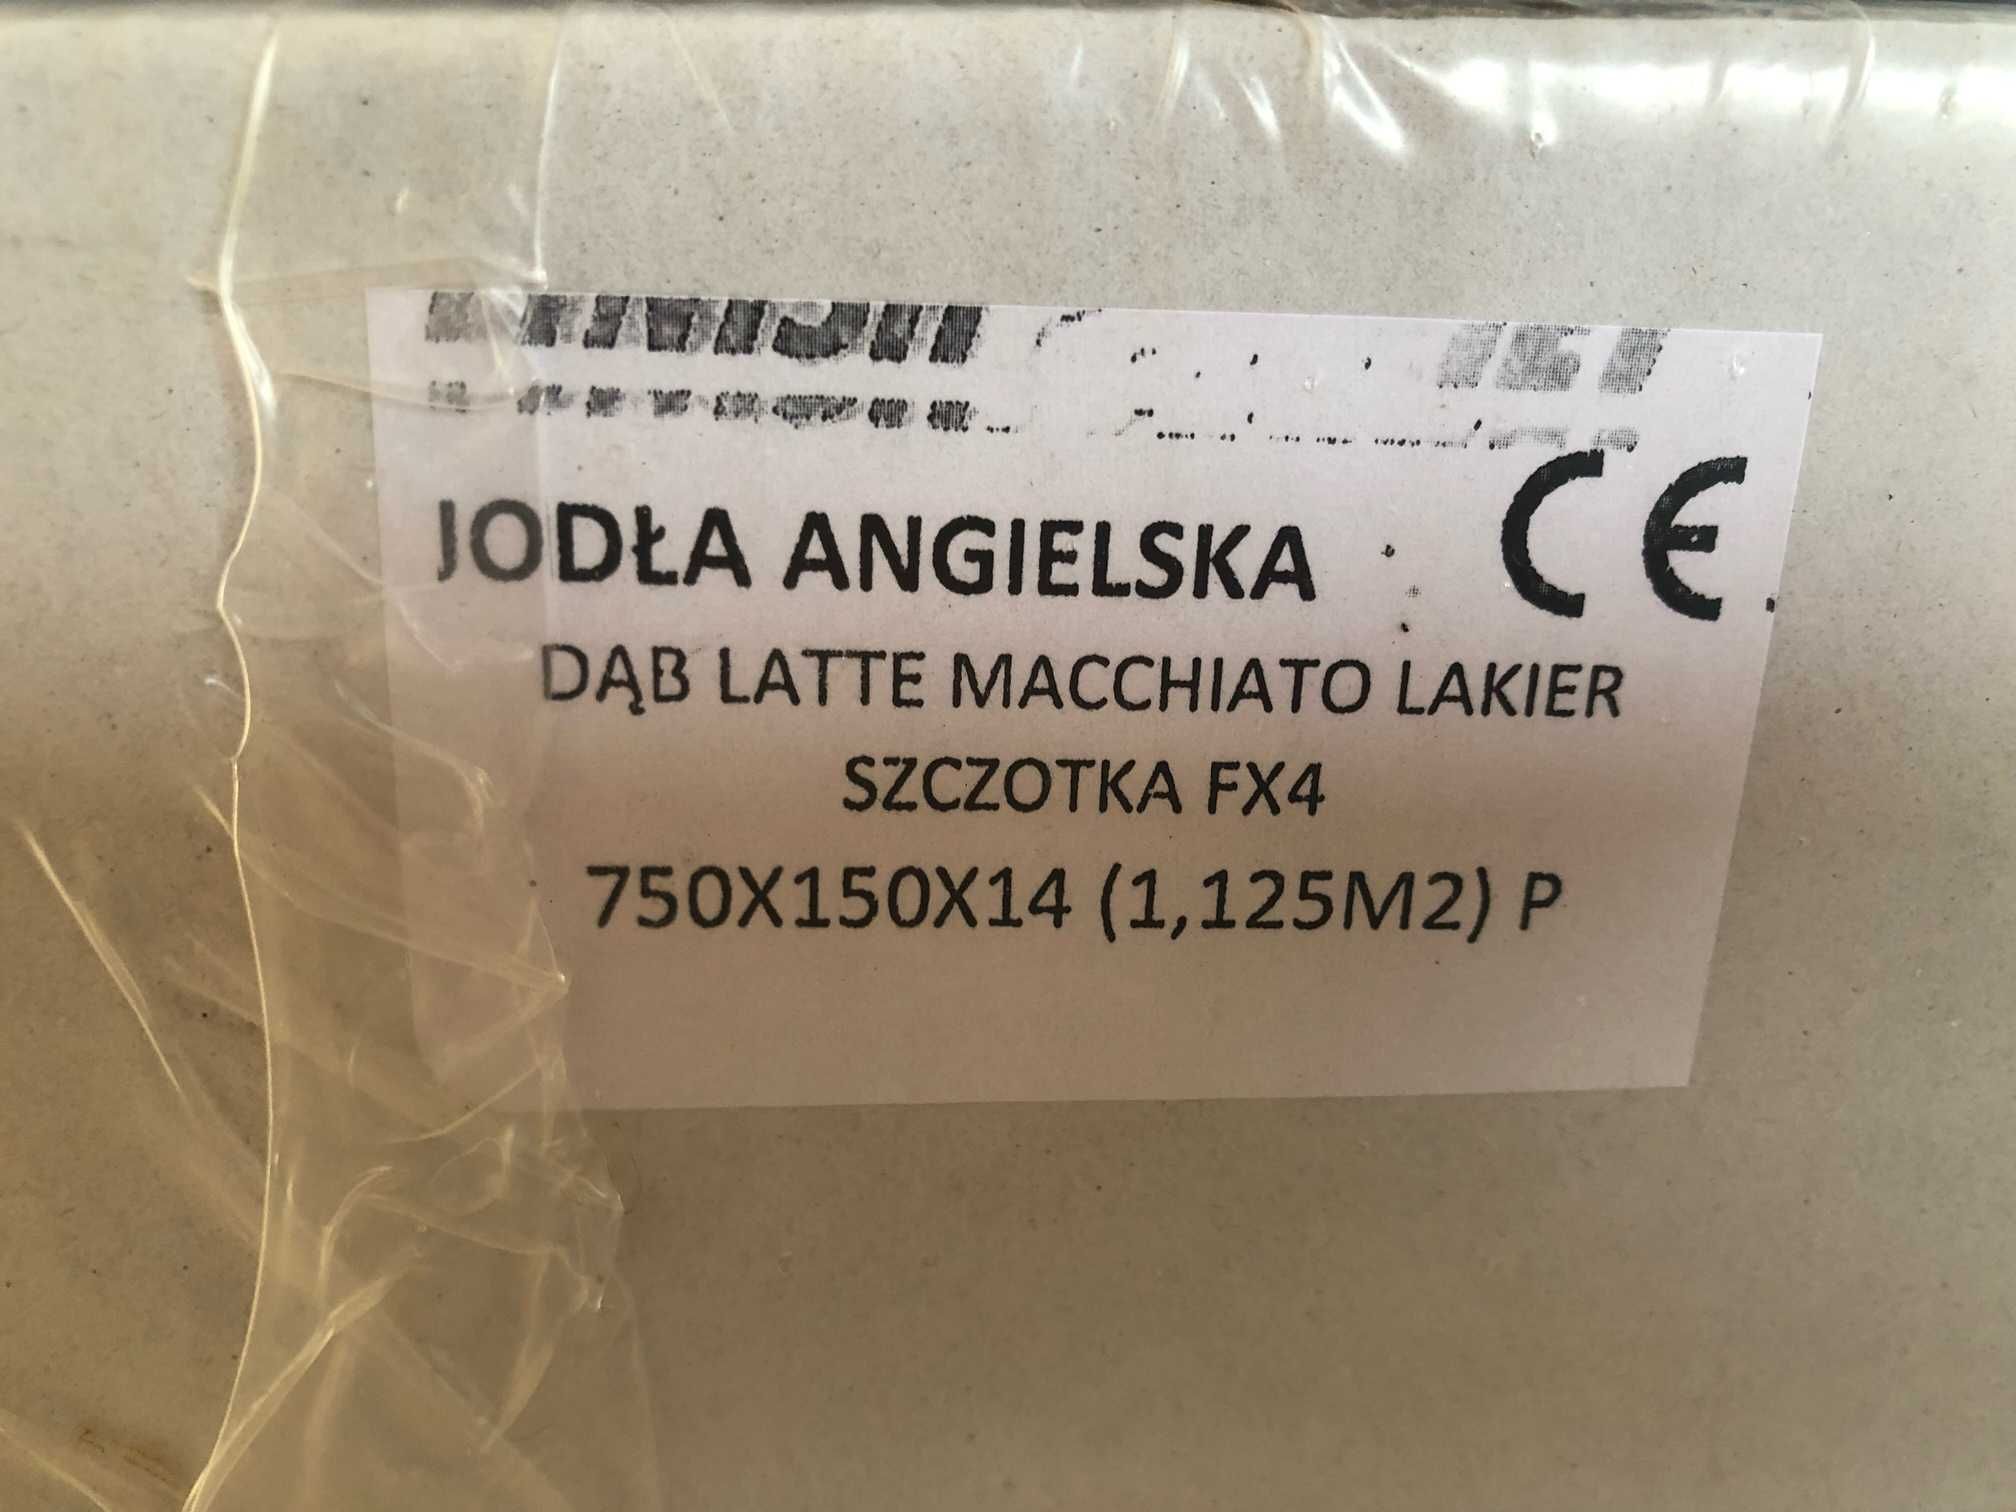 JODŁA ANGIELSKA
CE
DĄB LATTE MACCHIATO LAKIER
SZCZOTKA FX4
750X150X14 (1,125M2) P